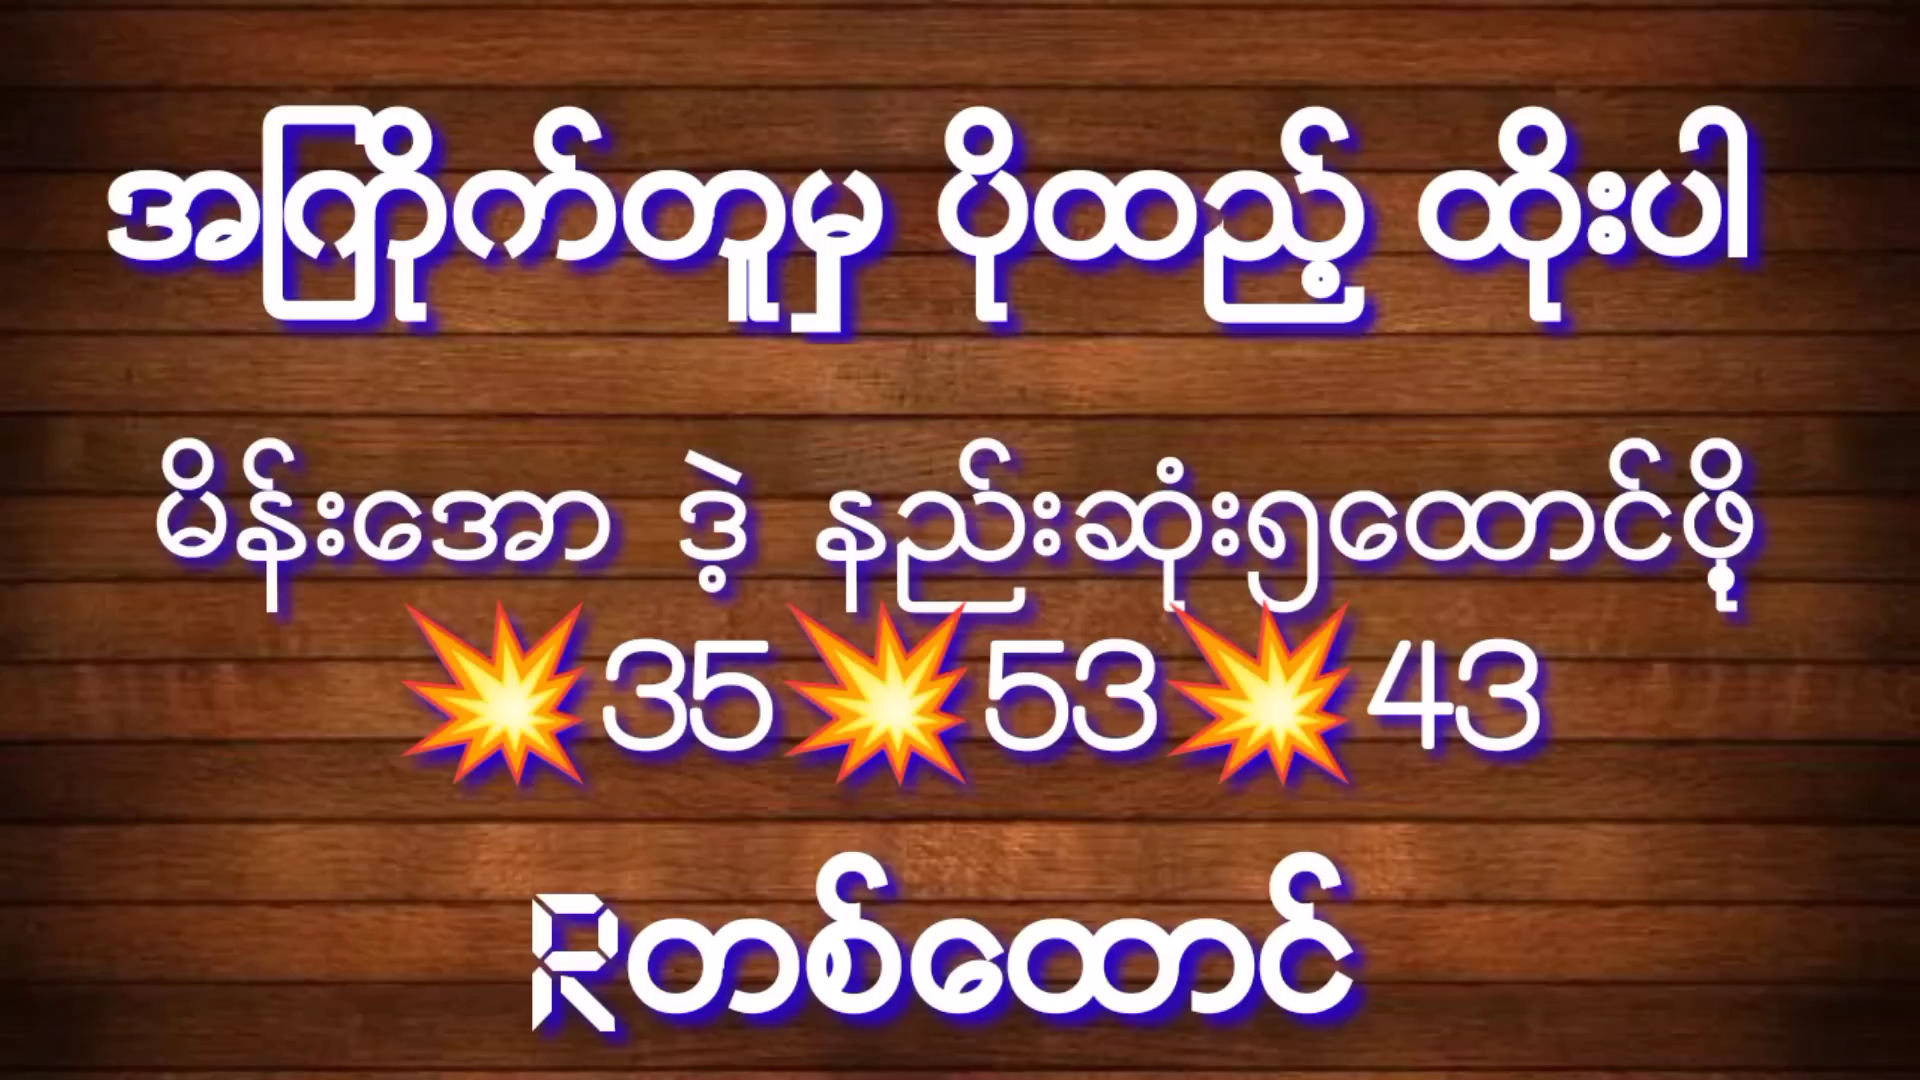 အကြိုက်တူမှ ပိုထည့် ထိုးပါ
မိန်းအော ဒဲ့ နည်းဆုံး၅ထောင်ဖို့
💥35💥53💥43
Rတစ်ထောင်